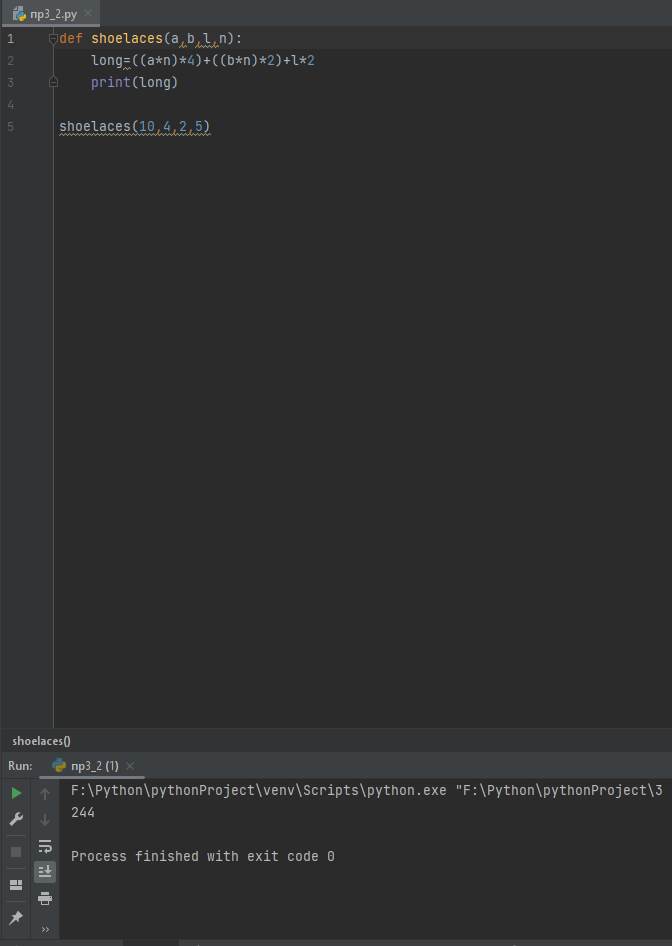 пр3_2.py
1 def shoelaces(a,b,l,n):
2 long=((a*n)*4)+((b*n)*2)+l*2
3 print(long)
4
5 shoelaces(10,4,2,5)
shoelaces()
Run: пр3_2 (1)
F:\Python\pythonProject\venv\Scripts\python.exe "F:\Python\pythonProject\3
244
Process finished with exit code 0